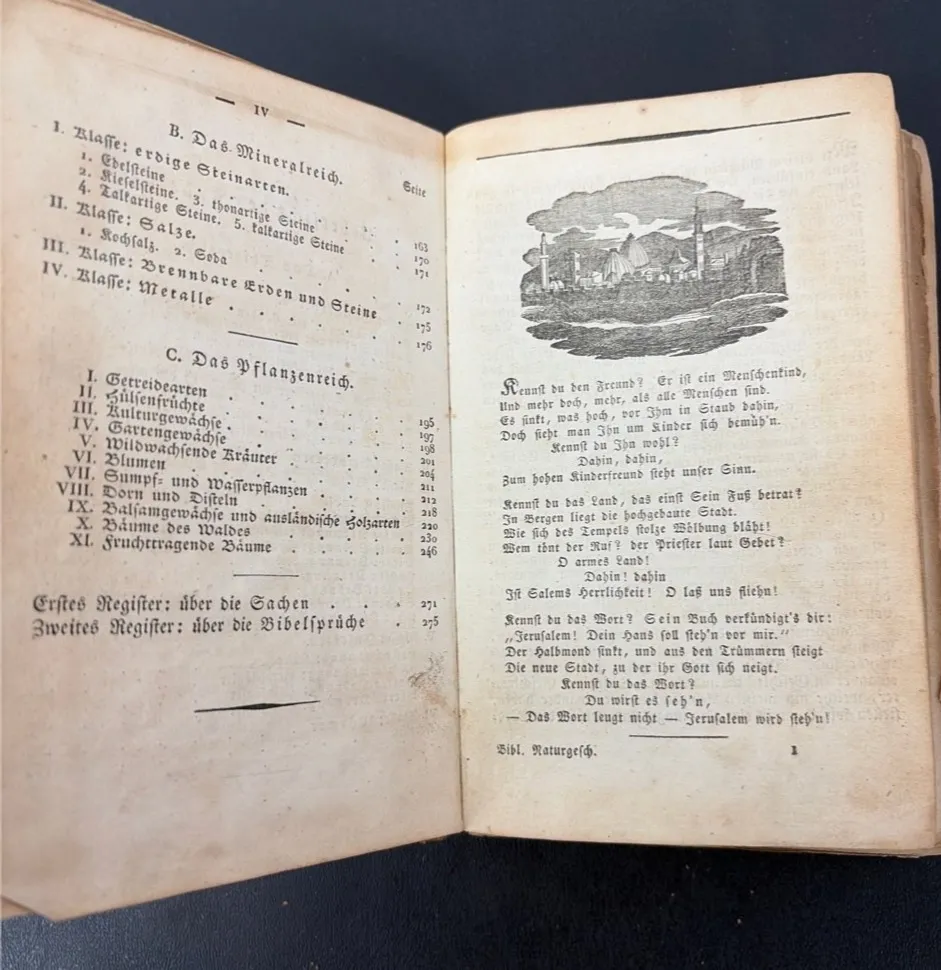 IV
B. Das Mineralreich.
Seite
I. Klasse: erdige Steinarten.
1. Edelsteine . . . . . 163
2. Kieselsteine. 3. thonartige Steine . . . 170
4. Talkartige Steine. 5. kalkartige Steine . . 171
II. Klasse: Salze.
1. Kochsalz. 2. Soda . . . . . 172
III. Klasse: Brennbare Erden und Steine . 175
IV. Klasse: Metalle . . . . . 176
C. Das Pflanzenreich.
I. Getreidearten . . . . . 195
II. Hülsenfrüchte . . . . . 197
III. Kulturgewächse . . . . . 198
IV. Gartengewächse . . . . . 201
V. Wildwachsende Kräuter . . . . 204
VI. Blumen . . . . . 211
VII. Sumpf- und Wasserpflanzen . . . 212
VIII. Dorn und Disteln . . . . 218
IX. Balsamgewächse und ausländische Holzarten 220
X. Bäume des Waldes . . . . 230
XI. Fruchttragende Bäume . . . . 246
Erstes Register: über die Sachen . . . 271
Zweites Register: über die Bibelsprüche . 275
Kennst du den Freund? Er ist ein Menschenkind,
Und mehr doch, mehr, als alle Menschen sind.
Es sinkt, was hoch, vor Ihm in Staub dahin,
Doch sieht man Ihn um Kinder sich bemüh'n.
Kennst du Ihn wohl?
Dahin, dahin,
Zum hohen Kinderfreund steht unser Sinn.
Kennst du das Land, das einst Sein Fuß betrat?
In Bergen liegt die hochgebaute Stadt.
Wie sich des Tempels stolze Wölbung bläht!
Wem tönt der Ruf? der Priester laut Gebet?
O armes Land!
Dahin! dahin
Ist Salems Herrlichkeit! O laß uns fliehn!
Kennst du das Wort? Sein Buch verkündigt's dir:
„Jerusalem! Dein Haus soll steh'n vor mir.“
Der Halbmond sinkt, und aus den Trümmern steigt
Die neue Stadt, zu der ihr Gott sich neigt.
Kennst du das Wort?
Du wirst es seh'n,
— Das Wort leugt nicht — Jerusalem wird steh'n!
Bibl. Naturgesch. 1